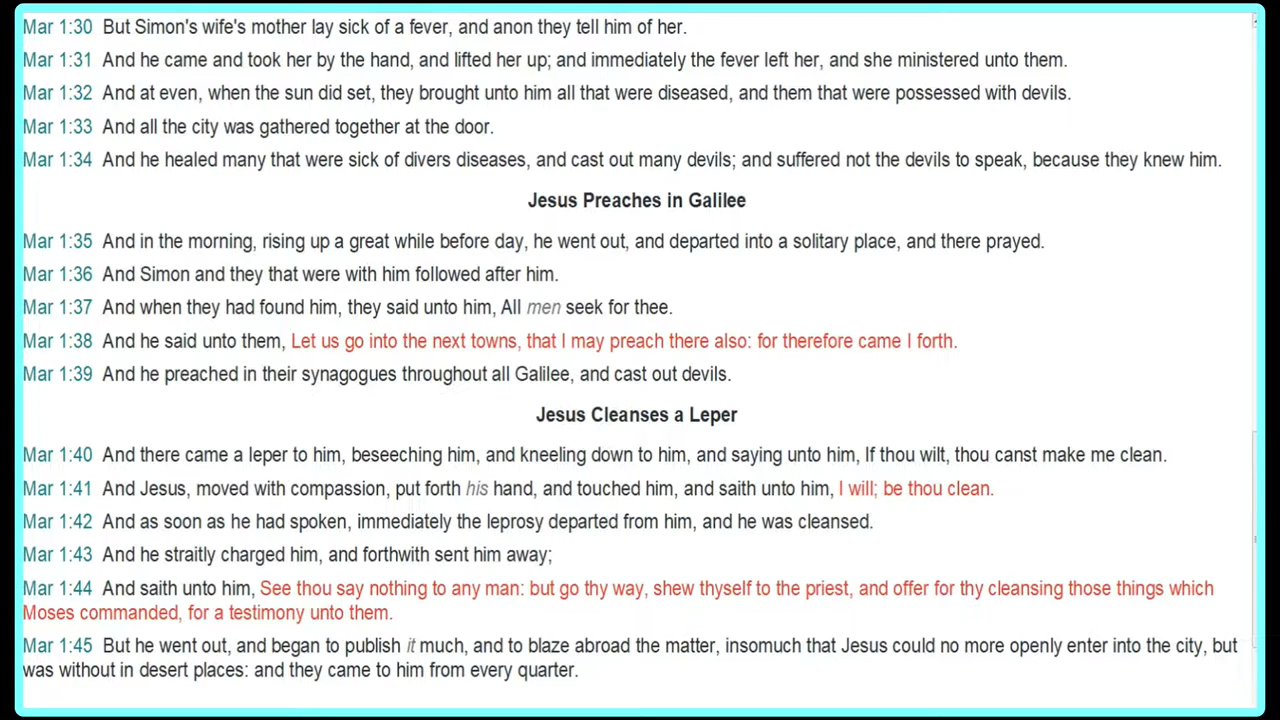 Mar 1:30 But Simon's wife's mother lay sick of a fever, and anon they tell him of her.
Mar 1:31 And he came and took her by the hand, and lifted her up; and immediately the fever left her, and she ministered unto them.
Mar 1:32 And at even, when the sun did set, they brought unto him all that were diseased, and them that were possessed with devils.
Mar 1:33 And all the city was gathered together at the door.
Mar 1:34 And he healed many that were sick of divers diseases, and cast out many devils; and suffered not the devils to speak, because they knew him.
Jesus Preaches in Galilee
Mar 1:35 And in the morning, rising up a great while before day, he went out, and departed into a solitary place, and there prayed.
Mar 1:36 And Simon and they that were with him followed after him.
Mar 1:37 And when they had found him, they said unto him, All men seek for thee.
Mar 1:38 And he said unto them, Let us go into the next towns, that I may preach there also: for therefore came I forth.
Mar 1:39 And he preached in their synagogues throughout all Galilee, and cast out devils.
Jesus Cleanses a Leper
Mar 1:40 And there came a leper to him, beseeching him, and kneeling down to him, and saying unto him, If thou wilt, thou canst make me clean.
Mar 1:41 And Jesus, moved with compassion, put forth his hand, and touched him, and saith unto him, I will; be thou clean.
Mar 1:42 And as soon as he had spoken, immediately the leprosy departed from him, and he was cleansed.
Mar 1:43 And he straitly charged him, and forthwith sent him away;
Mar 1:44 And saith unto him, See thou say nothing to any man: but go thy way, shew thyself to the priest, and offer for thy cleansing those things which
Moses commanded, for a testimony unto them.
Mar 1:45 But he went out, and began to publish it much, and to blaze abroad the matter, insomuch that Jesus could no more openly enter into the city, but
was without in desert places: and they came to him from every quarter.